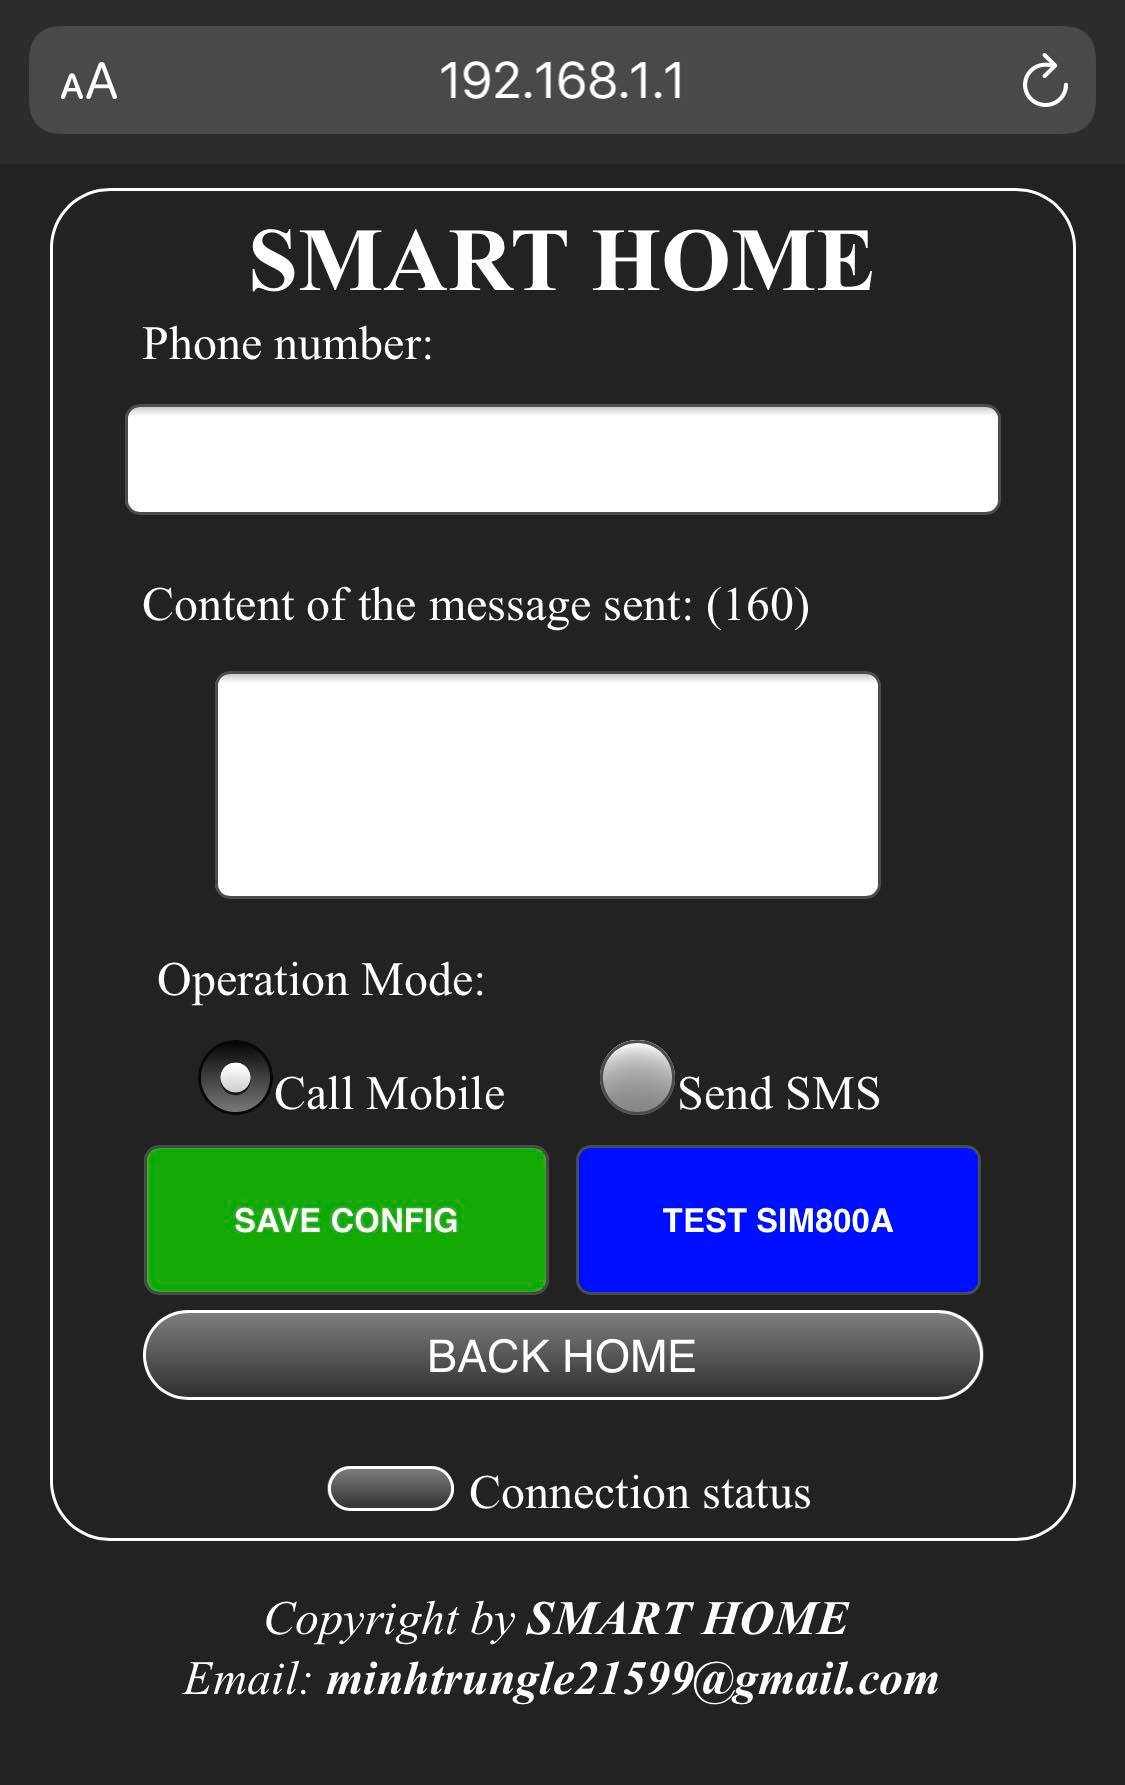 AA 192.168.1.1
SMART HOME
Phone number:
Content of the message sent: (160)
Operation Mode:
Call Mobile Send SMS
SAVE CONFIG TEST SIM800A
BACK HOME
Connection status
Copyright by SMART HOME
Email: minhtrungle21599@gmail.com